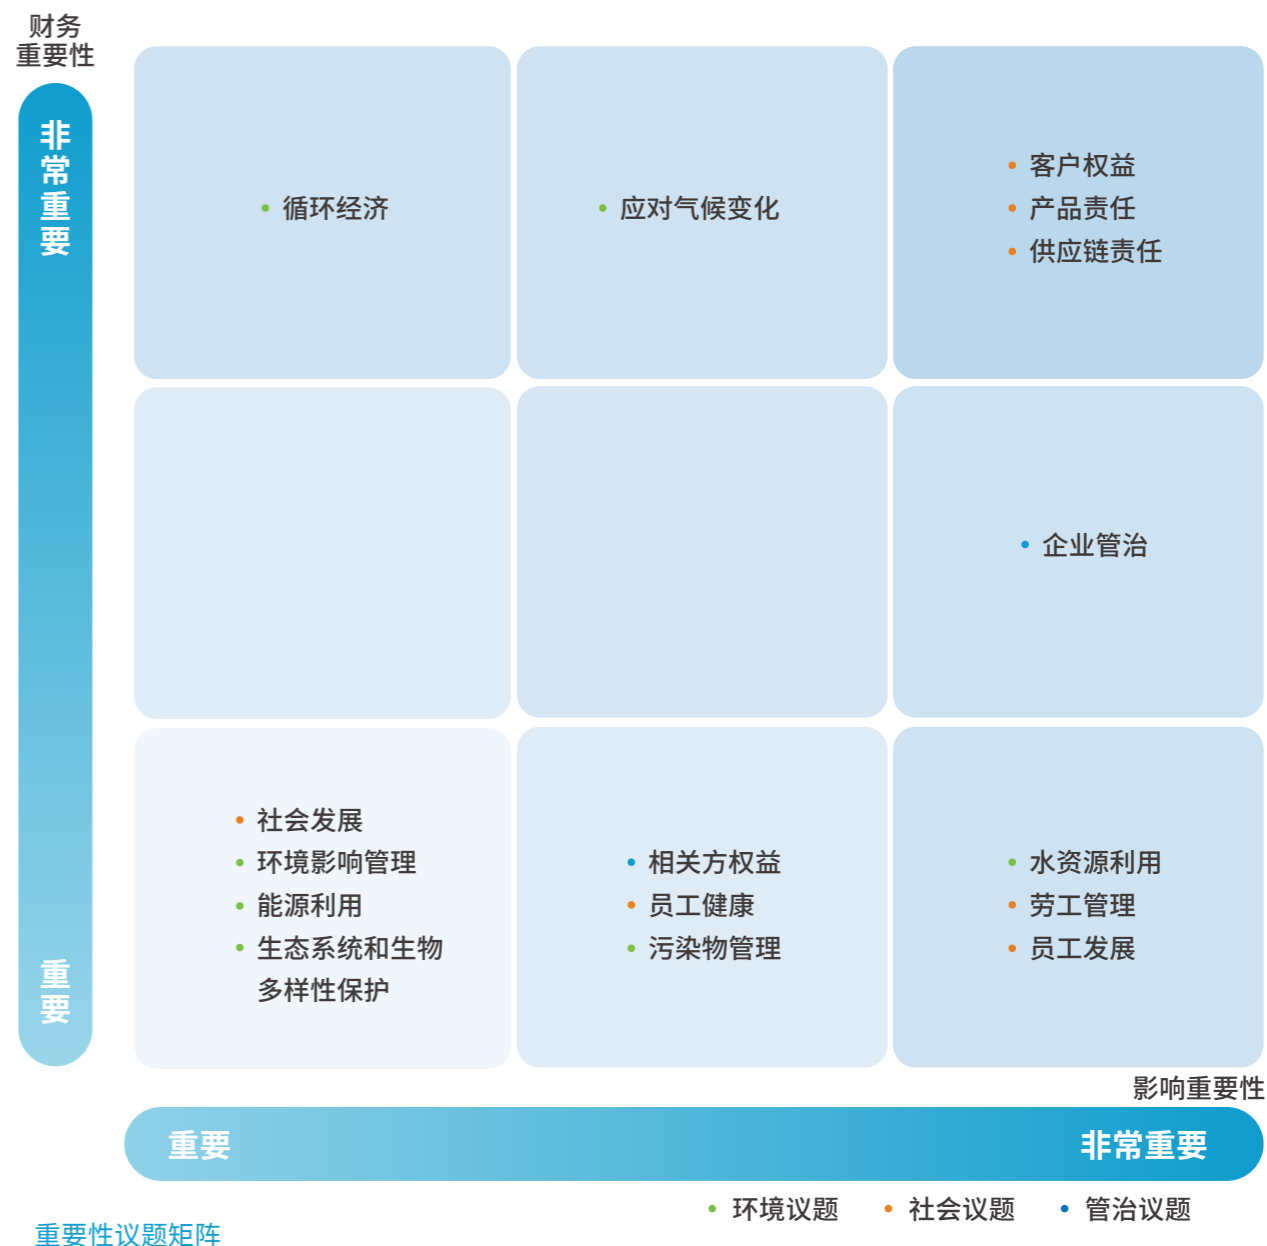 财务
重要性
非常重要
循环经济
应对气候变化
客户权益
产品责任
供应链责任
企业管治
社会发展
环境影响管理
能源利用
生态系统和生物
多样性保护
相关方权益
员工健康
污染物管理
水资源利用
劳工管理
员工发展
重要
影响重要性
重要
非常重要
环境议题
社会议题
管治议题
重要性议题矩阵